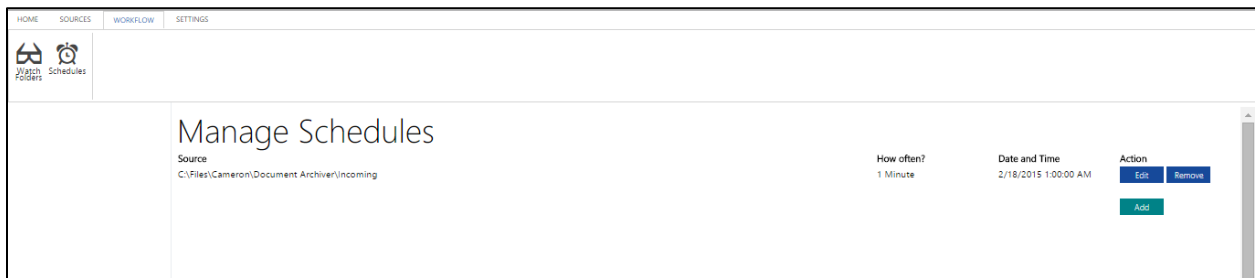 HOME SOURCES WORKFLOW SETTINGS
Watch Folders Schedules
Manage Schedules
Source How often? Date and Time Action
C:\Files\Cameron\Document Archiver\Incoming 1 Minute 2/18/2015 1:00:00 AM Edit Remove
Add